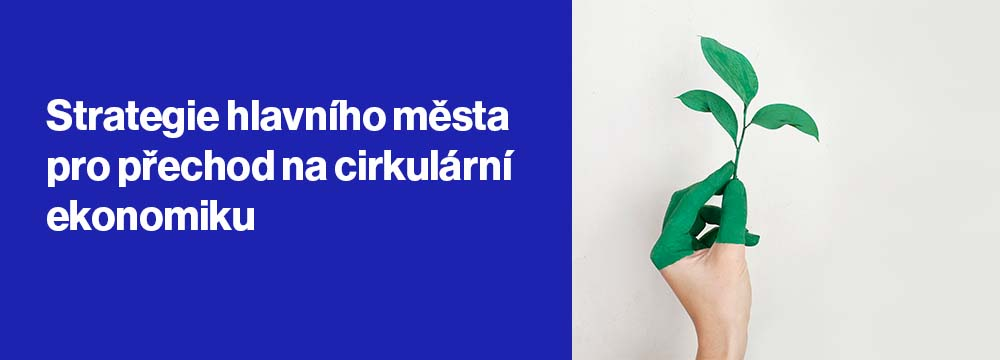 Strategie hlavního města
pro přechod na cirkulární
ekonomiku